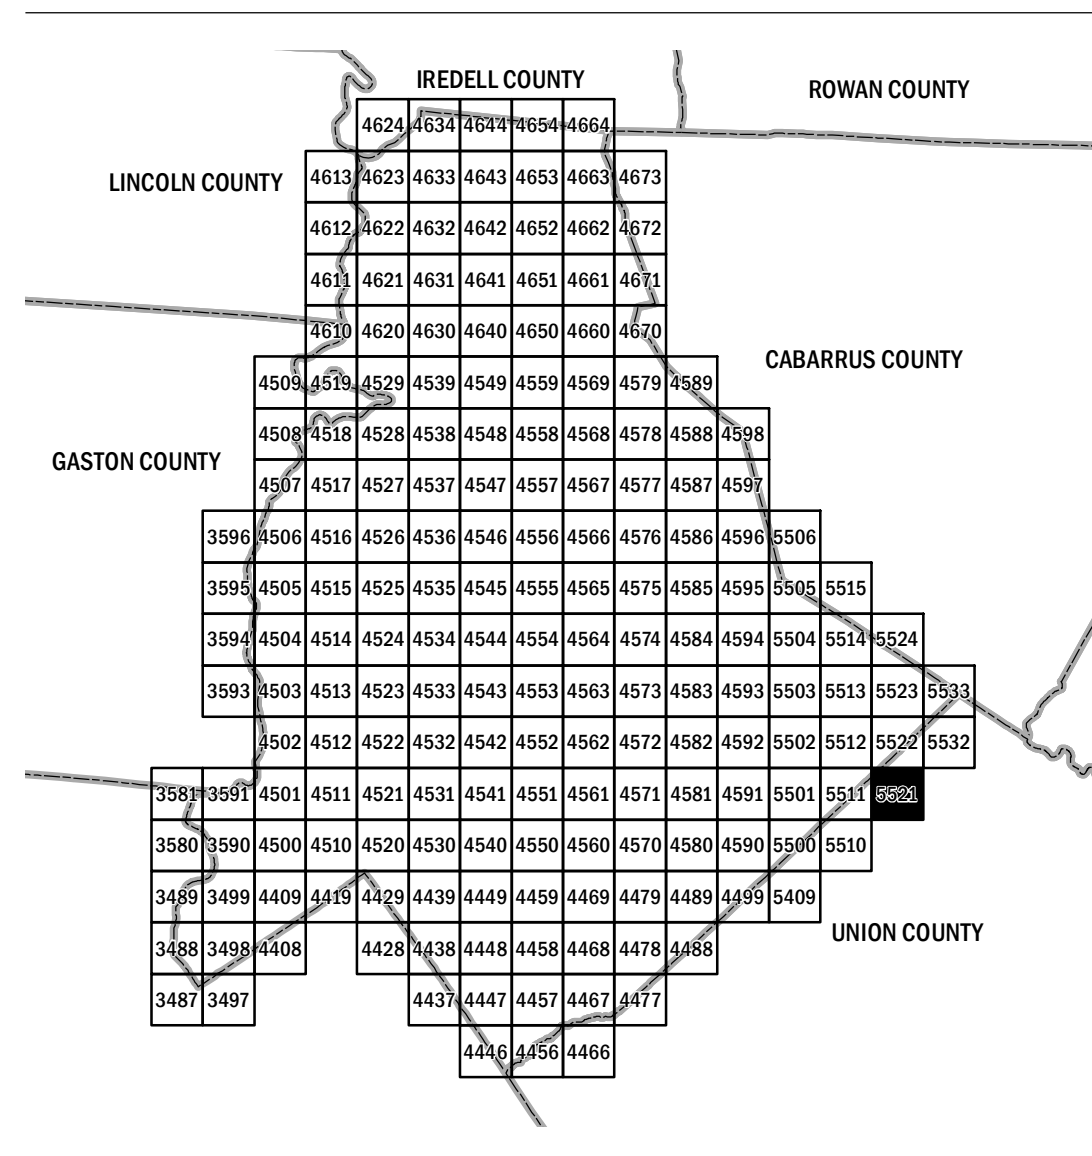 IREDELL COUNTY
ROWAN COUNTY
4624 4634 4644 4654 4664
LINCOLN COUNTY
4613 4623 4633 4643 4653 4663 4673
4612 4622 4632 4642 4652 4662 4672
4611 4621 4631 4641 4651 4661 4671
4610 4620 4630 4640 4650 4660 4670
CABARRUS COUNTY
4509 4519 4529 4539 4549 4559 4569 4579 4589
4508 4518 4528 4538 4548 4558 4568 4578 4588 4598
GASTON COUNTY
4507 4517 4527 4537 4547 4557 4567 4577 4587 4597
3596 4506 4516 4526 4536 4546 4556 4566 4576 4586 4596 5506
3595 4505 4515 4525 4535 4545 4555 4565 4575 4585 4595 5505 5515
3594 4504 4514 4524 4534 4544 4554 4564 4574 4584 4594 5504 5514 5524
3593 4503 4513 4523 4533 4543 4553 4563 4573 4583 4593 5503 5513 5523 5533
4502 4512 4522 4532 4542 4552 4562 4572 4582 4592 5502 5512 5522 5532
3581 3591 4501 4511 4521 4531 4541 4551 4561 4571 4581 4591 5501 5511 5521
3580 3590 4500 4510 4520 4530 4540 4550 4560 4570 4580 4590 5500 5510
3489 3499 4409 4419 4429 4439 4449 4459 4469 4479 4489 4499 5409
UNION COUNTY
3488 3498 4408 4428 4438 4448 4458 4468 4478 4488
3487 3497 4437 4447 4457 4467 4477
4446 4456 4466